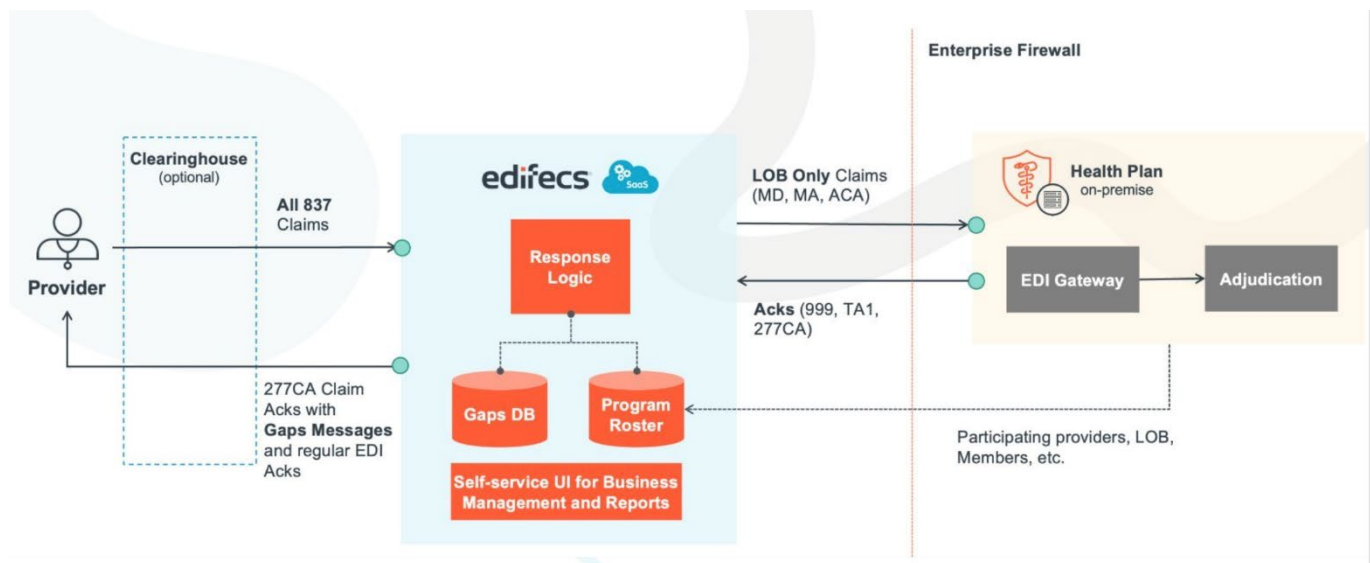 Enterprise Firewall
Clearinghouse
(optional)
Provider
All 837
Claims
277CA Claim
Acks with
Gaps Messages
and regular EDI
Acks
edifecs
SaaS
Response
Logic
Gaps DB
Program
Roster
Self-service UI for Business
Management and Reports
LOB Only Claims
(MD, MA, ACA)
Acks (999, TA1,
277CA)
Health Plan
on-premise
EDI Gateway
Adjudication
Participating providers, LOB,
Members, etc.